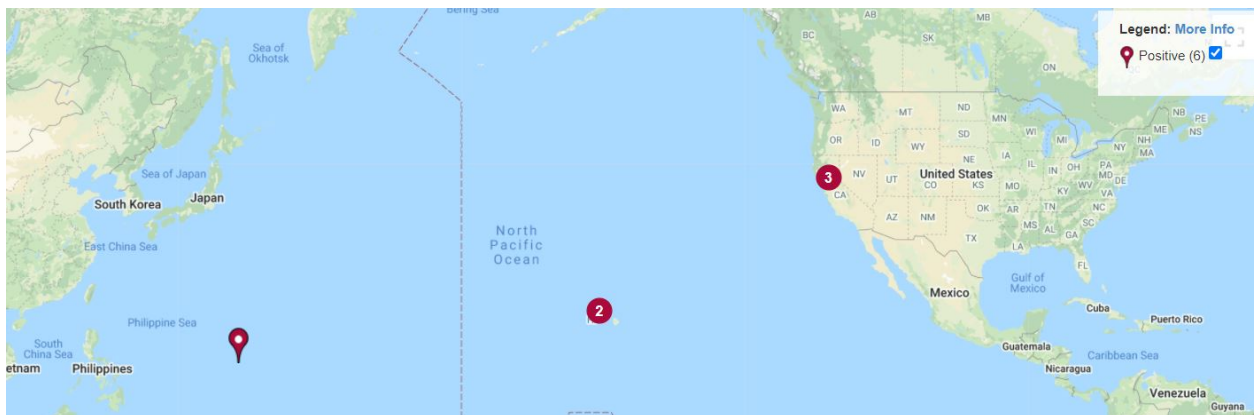 Bering Sea
AB
MB
Legend: More Info
Positive (6)
Sea of
Okhotsk
BC
SK
ON
NB
PE
NS
WA
MT
ND
MN
ME
OR
ID
WY
SD
WI
MI
NY
NH
MA
Sea of Japan
South Korea
Japan
3
NV
UT
CO
NE
United States
IA
IL
IN
OH
PA
MD
DE
CA
KS
MO
KY
WV
VA
AZ
NM
OK
AR
TN
NC
SC
MS
AL
GA
TX
LA
FL
East China Sea
North
Pacific
Ocean
Gulf of
Mexico
Mexico
Cuba
Puerto Rico
2
Philippine Sea
South
China Sea
etnam
Philippines
Guatemala
Caribbean Sea
Nicaragua
Venezuela
Guyana